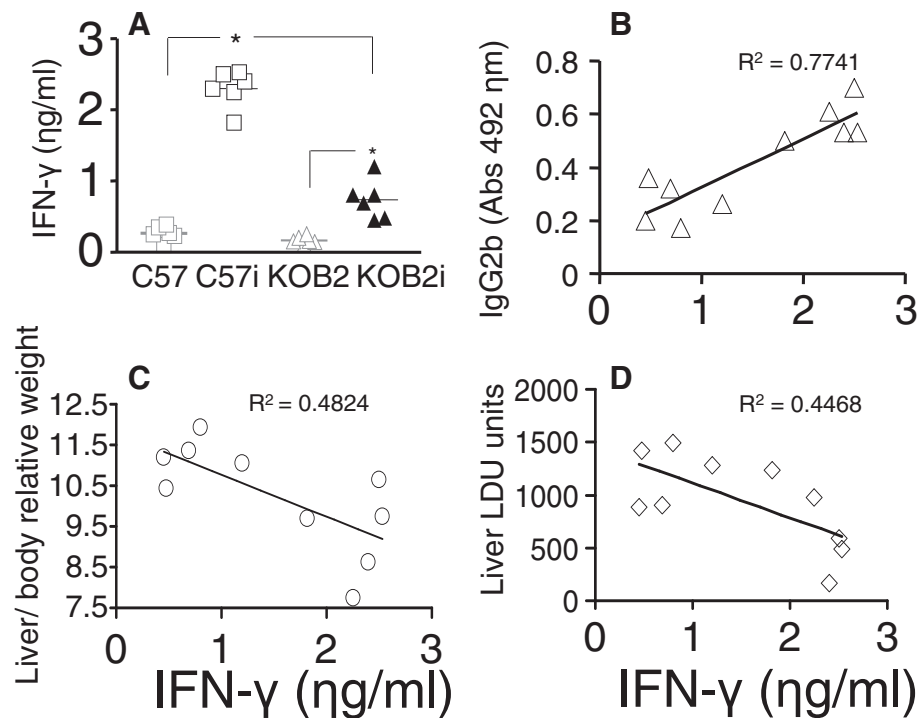 A
IFN-γ (ηg/ml)
3
2
1
0
*
*
C57 C57i KOB2 KOB2i
B
R² = 0.7741
IgG2b (Abs 492 ηm)
0.8
0.6
0.4
0.2
0
0 1 2 3
C
R² = 0.4824
Liver/ body relative weight
12.5
11.5
10.5
9.5
8.5
7.5
0 1 2 3
IFN-γ (ηg/ml)
D
R² = 0.4468
Liver LDU units
2000
1500
1000
500
0
0 1 2 3
IFN-γ (ηg/ml)